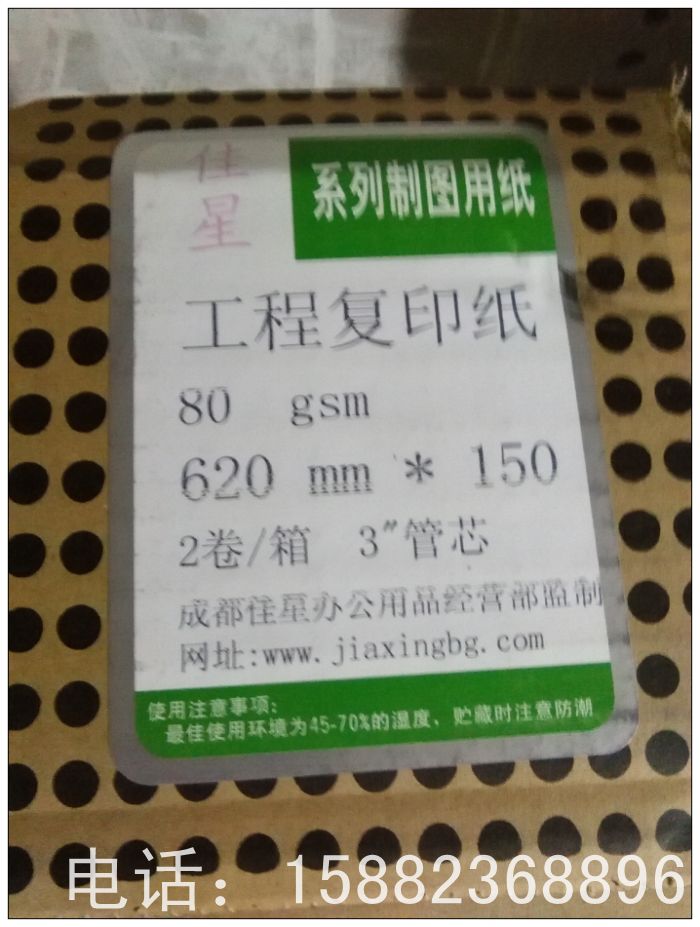 佳星
系列制图用纸
工程复印纸
80 gsm
620 mm * 150
2卷/箱 3"管芯
成都佳星办公用品经营部监制
网址:www.jiaxingbg.com
使用注意事项:
最佳使用环境为45-70%的湿度、贮藏时注意防潮
电话：15882368896